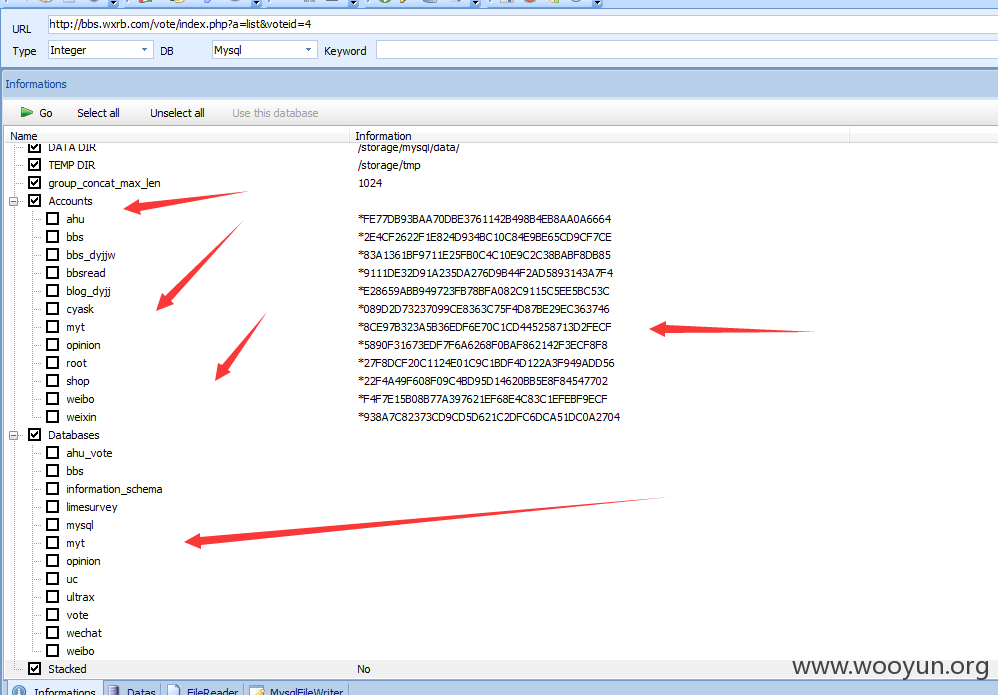 URL http://bbs.wxrb.com/vote/index.php?a=list&voteid=4
Type Integer DB Mysql Keyword
Informations
Go Select all Unselect all Use this database
Name Information
DATA DIR /storage/mysql/data/
TEMP DIR /storage/tmp
group_concat_max_len 1024
Accounts
ahu *FE77DB93BAA70DBE3761142B498B4EB8AA0A6664
bbs *2E4CF2622F1E824D934BC10C84E9BE65CD9CF7CE
bbs_dyjjw *83A1361BF9711E25FB0C4C10E9C2C38BABF8DB85
bbsread *9111DE32D91A235DA276D9B44F2AD5893143A7F4
blog_dyjj *E28659ABB949723FB78BFA082C9115C5EE5BC53C
cyask *089D2D73237099CE8363C75F4D87BE29EC363746
myt *8CE97B323A5B36EDF6E70C1CD445258713D2FECF
opinion *5890F31673EDF7F6A6268F0BAF862142F3ECF8F8
root *27F8DCF20C1124E01C9C1BDF4D122A3F949ADD56
shop *22F4A49F608F09C4BD95D14620BB5E8F84547702
weibo *F4F7E15B08B77A397621EF68E4C83C1EFEBF9ECF
weixin *938A7C82373CD9CD5D621C2DFC6DCA51DC0A2704
Databases
ahu_vote
bbs
information_schema
limesurvey
mysql
myt
opinion
uc
ultrax
vote
wechat
weibo
Stacked No
www.wooyun.org
Informations Datas FileReader MysqlFileWriter